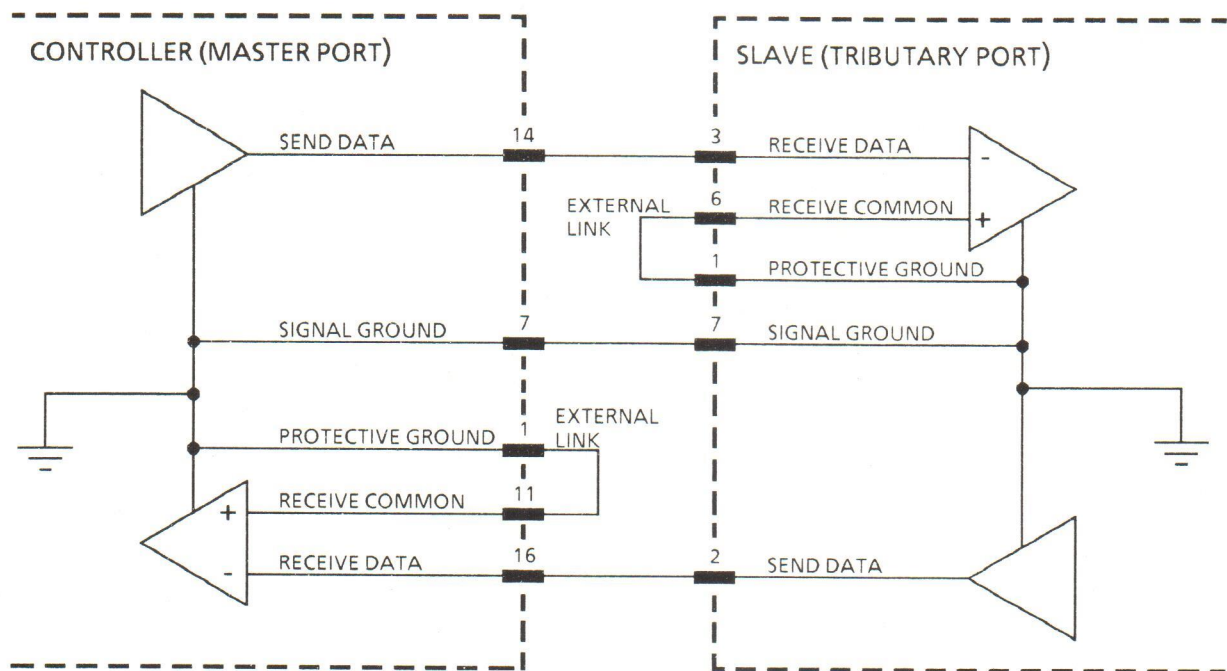 CONTROLLER (MASTER PORT)
SLAVE (TRIBUTARY PORT)
SEND DATA
14
3
RECEIVE DATA
-
EXTERNAL
LINK
6
RECEIVE COMMON
+
1
PROTECTIVE GROUND
SIGNAL GROUND
7
7
SIGNAL GROUND
PROTECTIVE GROUND
1
EXTERNAL
LINK
+
RECEIVE COMMON
11
-
RECEIVE DATA
16
2
SEND DATA